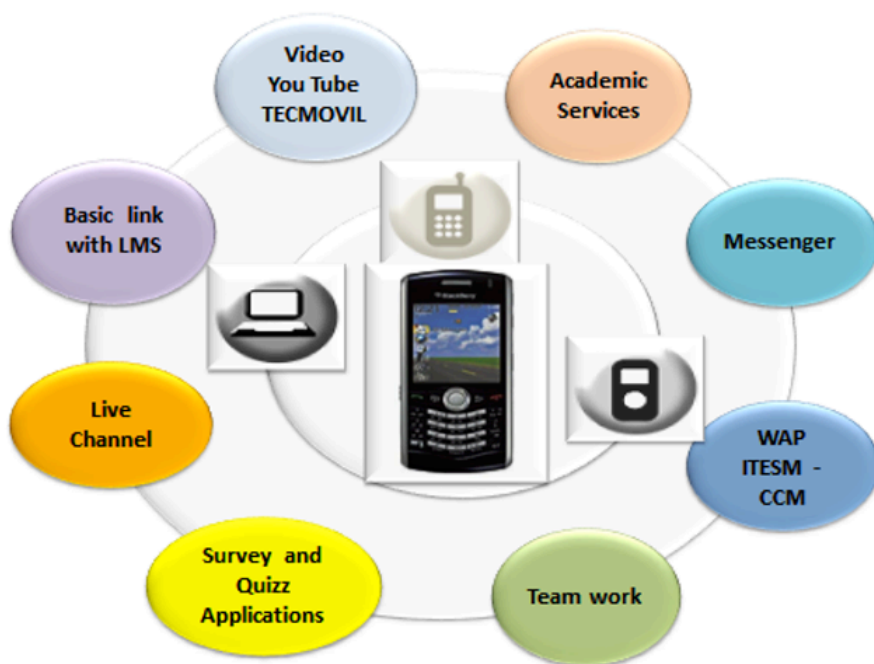 Video
You Tube
TECMOVIL
Academic
Services
Basic link
with LMS
Messenger
Live
Channel
WAP
ITESM -
CCM
Survey and
Quizz
Applications
Team work
BlackBerry